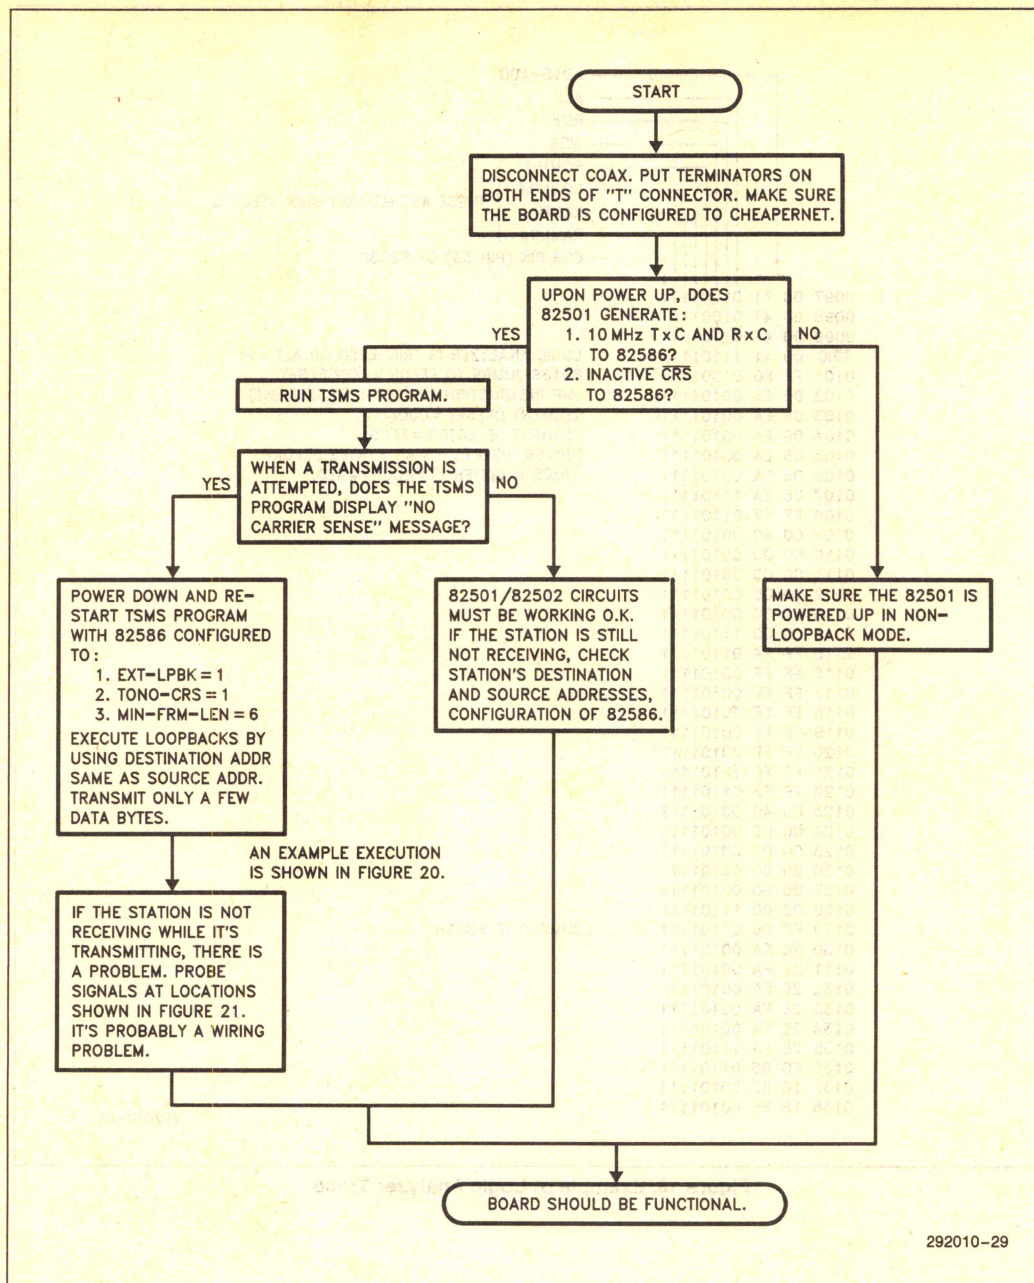 START
DISCONNECT COAX. PUT TERMINATORS ON
BOTH ENDS OF "T" CONNECTOR. MAKE SURE
THE BOARD IS CONFIGURED TO CHEAPERNET.
UPON POWER UP, DOES
82501 GENERATE:
1. 10 MHz TxC AND RxC
TO 82586?
2. INACTIVE CRS
TO 82586?
YES
NO
RUN TSMS PROGRAM.
WHEN A TRANSMISSION IS
ATTEMPTED, DOES THE TSMS
PROGRAM DISPLAY "NO
CARRIER SENSE" MESSAGE?
YES
NO
POWER DOWN AND RE-
START TSMS PROGRAM
WITH 82586 CONFIGURED
TO:
1. EXT-LPBK = 1
2. TONO-CRS = 1
3. MIN-FRM-LEN = 6
EXECUTE LOOPBACKS BY
USING DESTINATION ADDR
SAME AS SOURCE ADDR.
TRANSMIT ONLY A FEW
DATA BYTES.
82501/82502 CIRCUITS
MUST BE WORKING O.K.
IF THE STATION IS STILL
NOT RECEIVING, CHECK
STATION'S DESTINATION
AND SOURCE ADDRESSES,
CONFIGURATION OF 82586.
MAKE SURE THE 82501 IS
POWERED UP IN NON-
LOOPBACK MODE.
AN EXAMPLE EXECUTION
IS SHOWN IN FIGURE 20.
IF THE STATION IS NOT
RECEIVING WHILE IT'S
TRANSMITTING, THERE IS
A PROBLEM. PROBE
SIGNALS AT LOCATIONS
SHOWN IN FIGURE 21.
IT'S PROBABLY A WIRING
PROBLEM.
BOARD SHOULD BE FUNCTIONAL.
292010-29